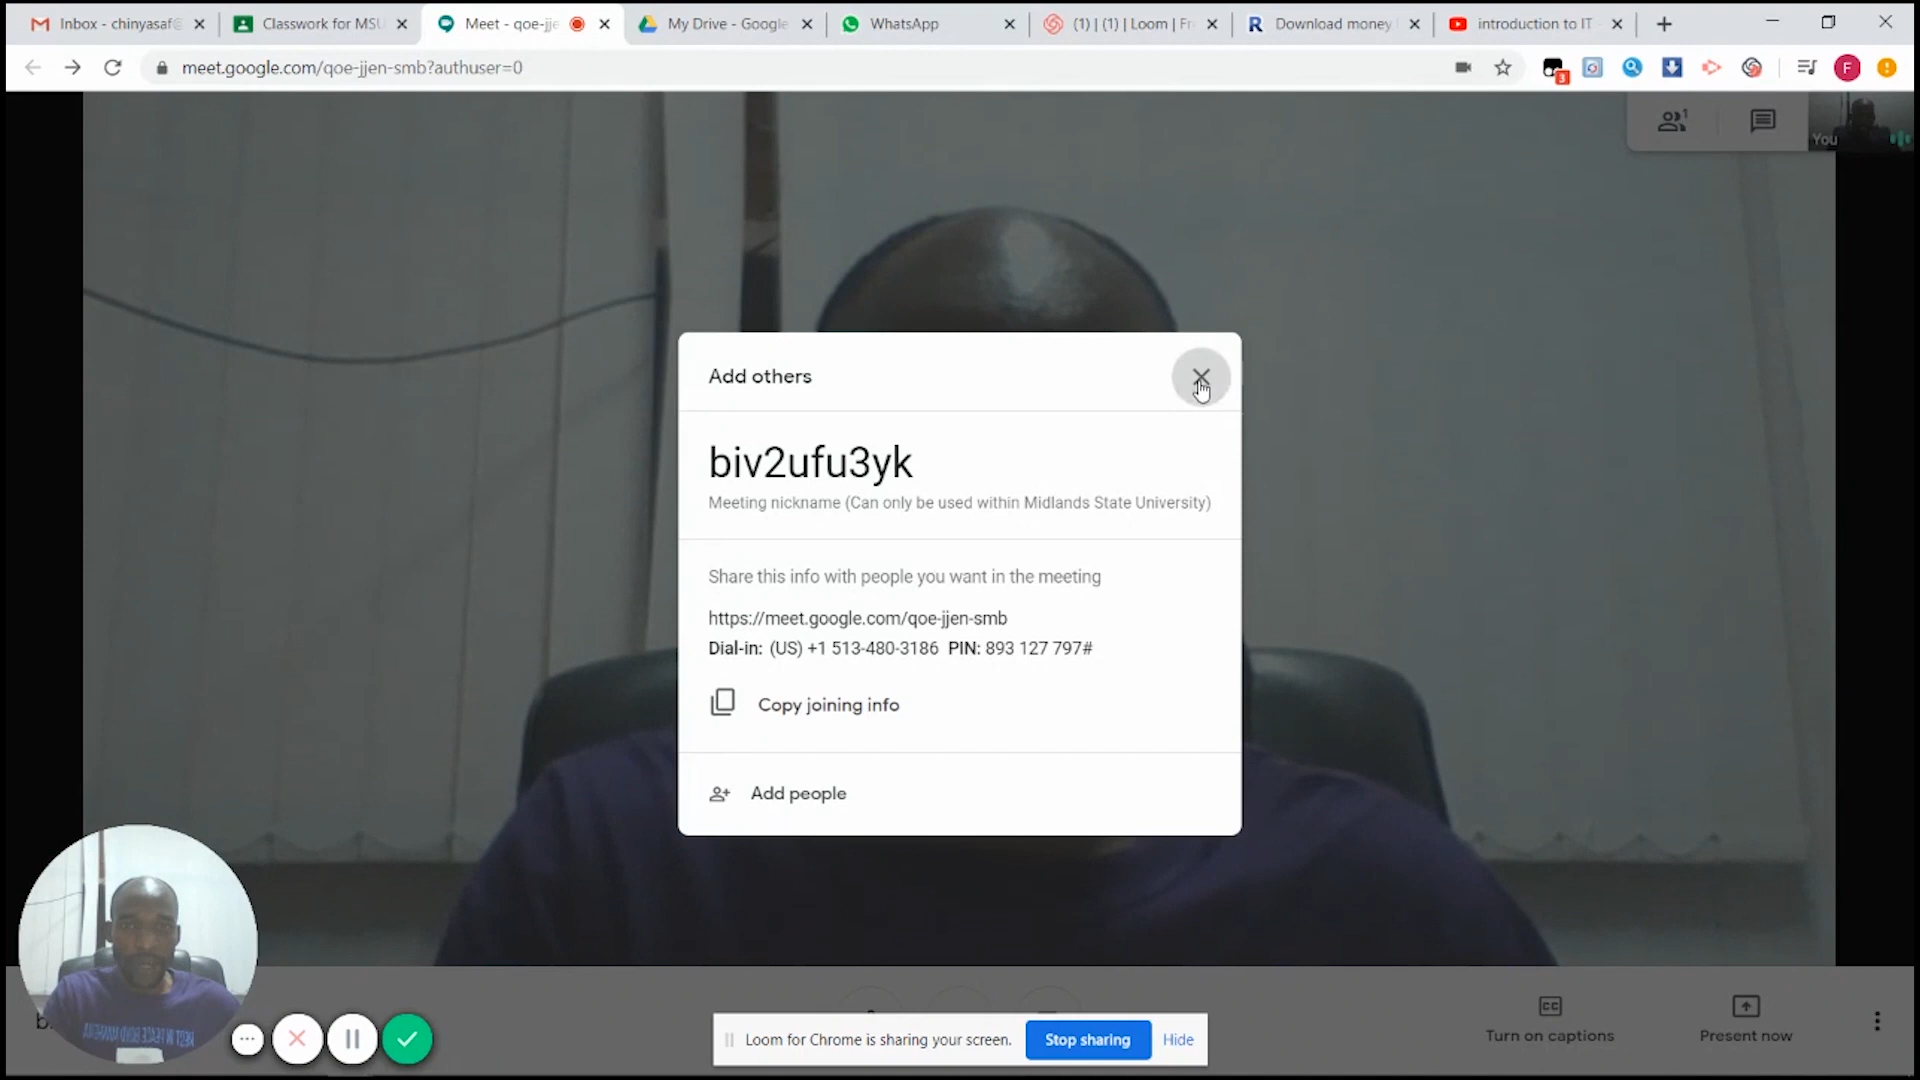 Inbox - chinyasaf@
Classwork for MSU
Meet - qoe-jje
My Drive - Google
WhatsApp
(1) | (1) | Loom | Fr
Download money
introduction to IT
meet.google.com/qoe-jjen-smb?authuser=0
3
F
1
You
Add others
biv2ufu3yk
Meeting nickname (Can only be used within Midlands State University)
Share this info with people you want in the meeting
https://meet.google.com/qoe-jjen-smb
Dial-in: (US) +1 513-480-3186 PIN: 893 127 797#
Copy joining info
Add people
CC
Turn on captions
Present now
Loom for Chrome is sharing your screen.
Stop sharing
Hide